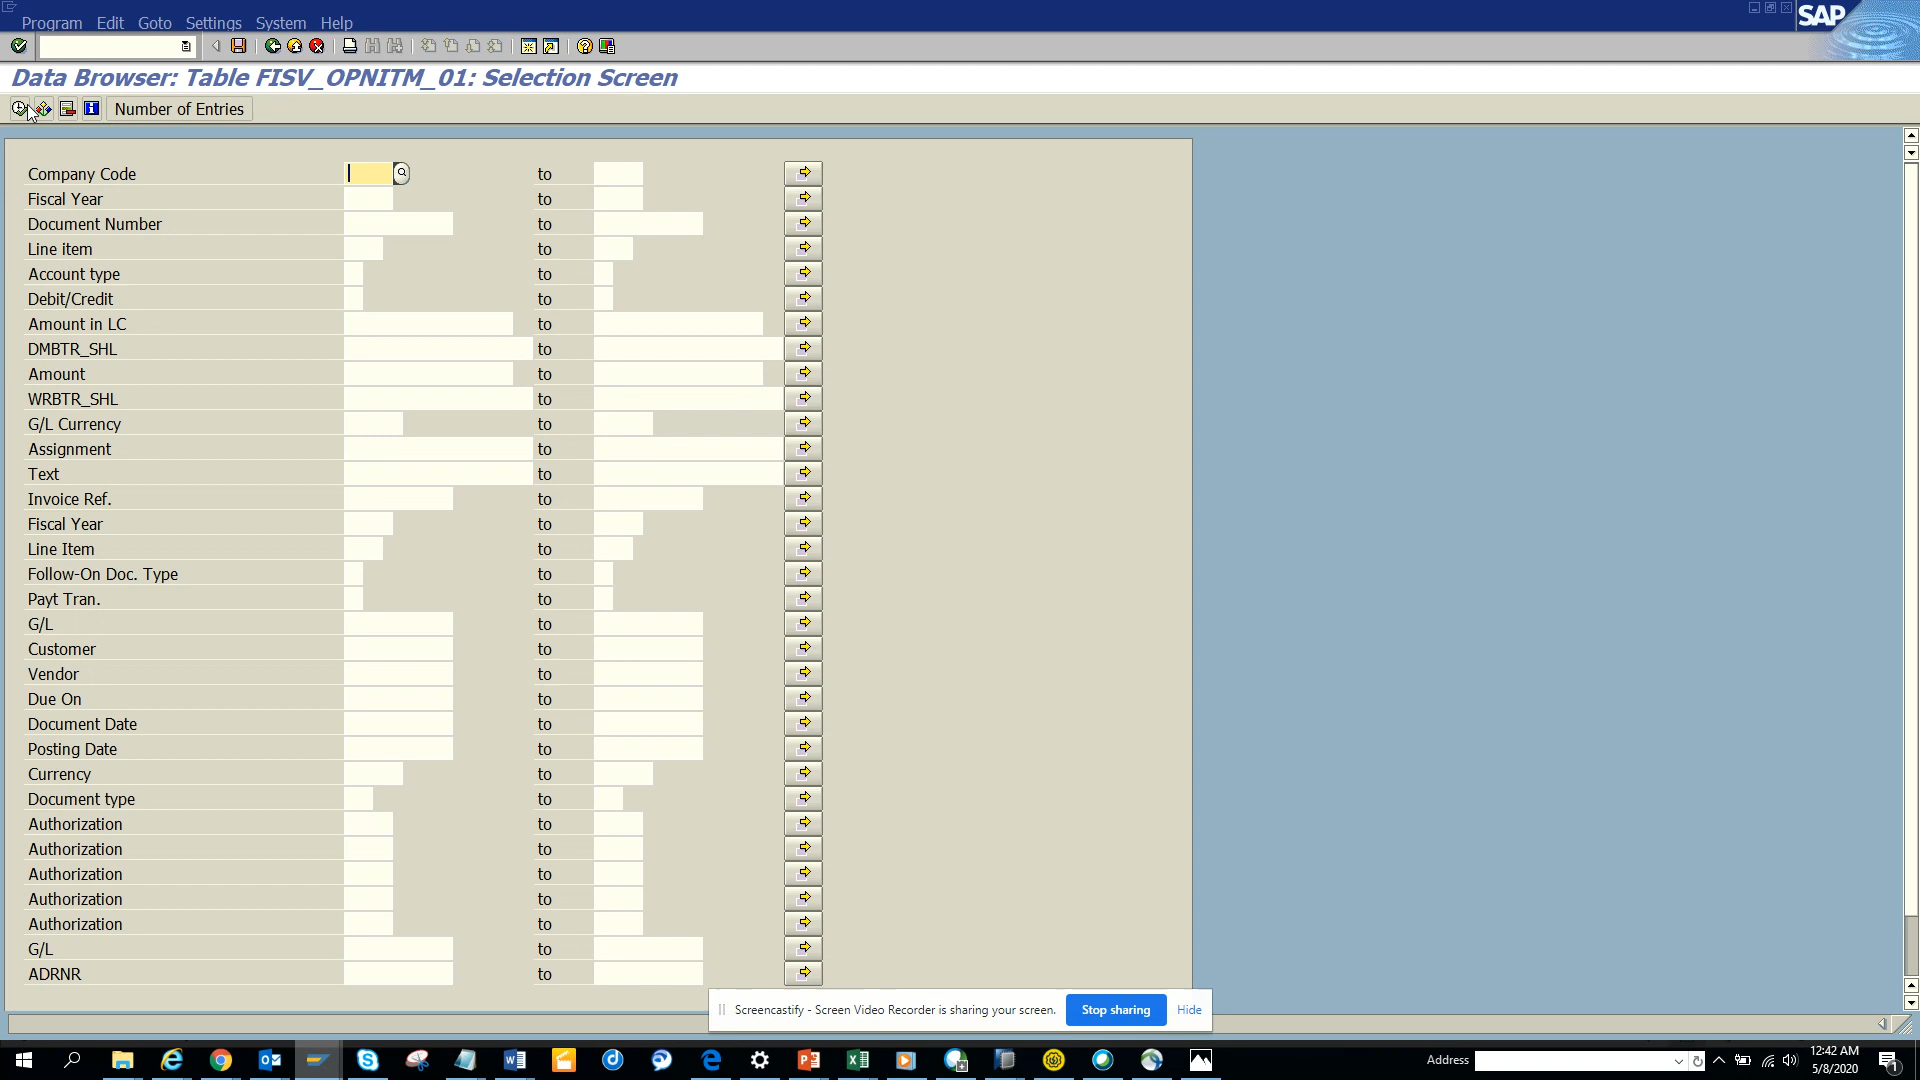 Program Edit Goto Settings System Help
SAP
Data Browser: Table FISV_OPNITM_01: Selection Screen
Number of Entries
Company Code to
Fiscal Year to
Document Number to
Line item to
Account type to
Debit/Credit to
Amount in LC to
DMBTR_SHL to
Amount to
WRBTR_SHL to
G/L Currency to
Assignment to
Text to
Invoice Ref. to
Fiscal Year to
Line Item to
Follow-On Doc. Type to
Payt Tran. to
G/L to
Customer to
Vendor to
Due On to
Document Date to
Posting Date to
Currency to
Document type to
Authorization to
Authorization to
Authorization to
Authorization to
Authorization to
G/L to
ADRNR to
Screencastify - Screen Video Recorder is sharing your screen. Stop sharing Hide
Address
12:42 AM
5/8/2020
1